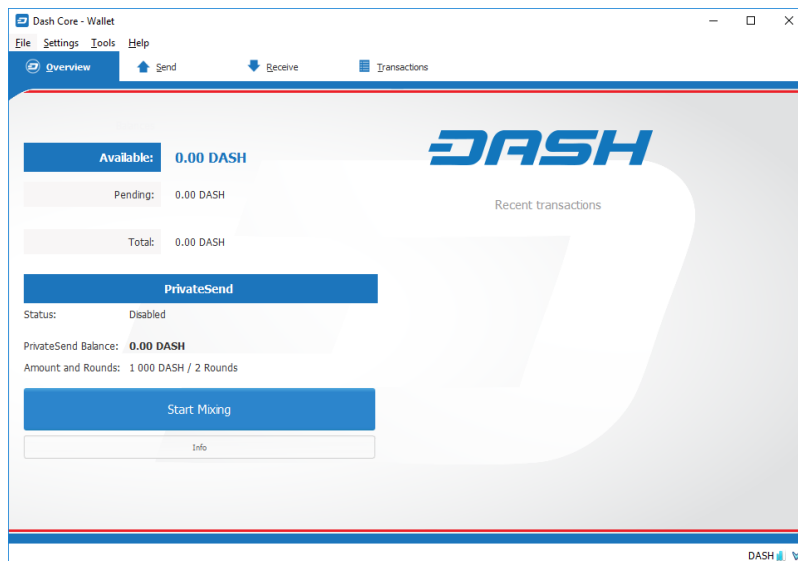 Dash Core - Wallet
File Settings Tools Help
Overview Send Receive Transactions
DASH
Available: 0.00 DASH
Pending: 0.00 DASH
Recent transactions
Total: 0.00 DASH
PrivateSend
Status: Disabled
PrivateSend Balance: 0.00 DASH
Amount and Rounds: 1 000 DASH / 2 Rounds
Start Mixing
Info
DASH